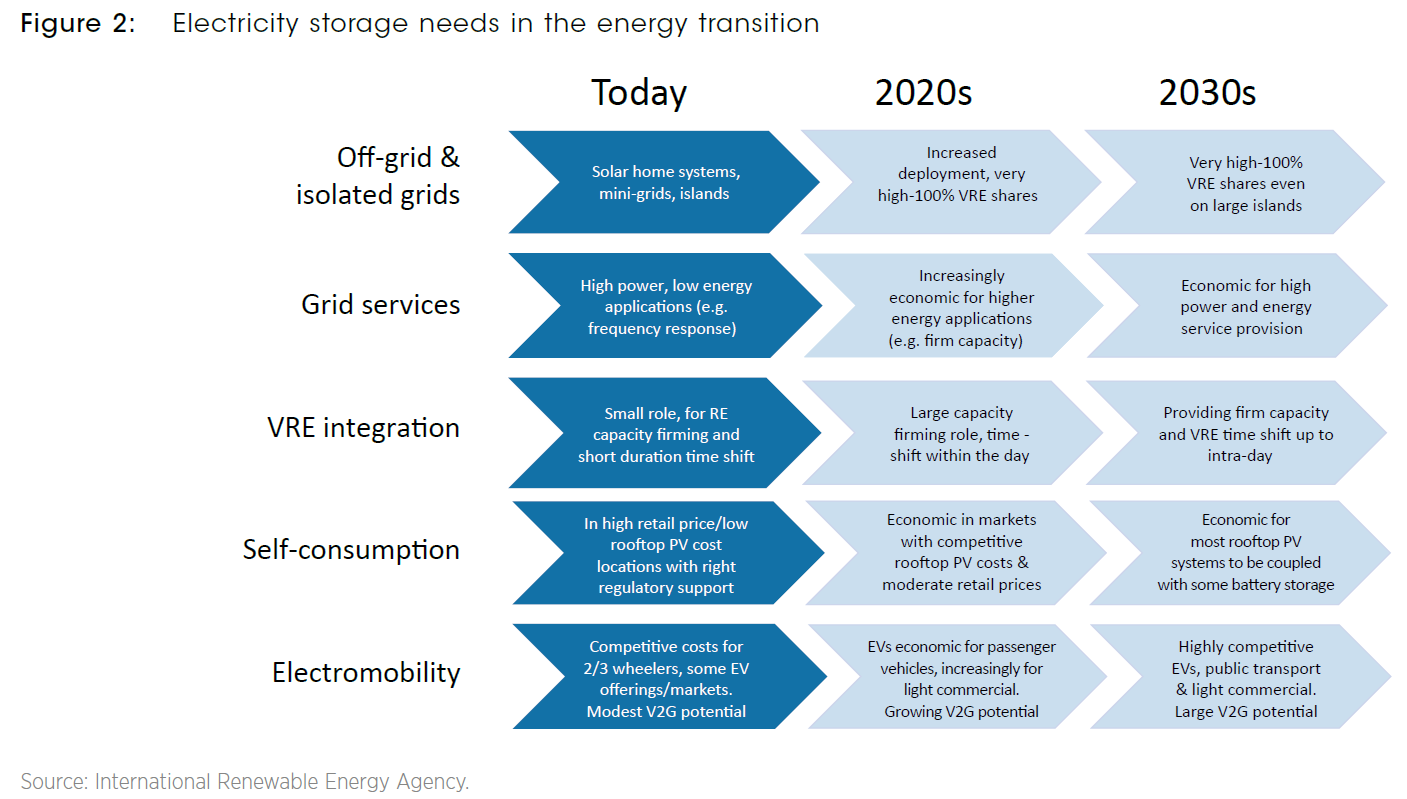 Figure 2: Electricity storage needs in the energy transition
Today
2020s
2030s
Off-grid &
isolated grids
Solar home systems,
mini-grids, islands
Increased
deployment, very
high-100% VRE shares
Very high-100%
VRE shares even
on large islands
Grid services
High power, low energy
applications (e.g.
frequency response)
Increasingly
economic for higher
energy applications
(e.g. firm capacity)
Economic for high
power and energy
service provision
VRE integration
Small role, for RE
capacity firming and
short duration time shift
Large capacity
firming role, time -
shift within the day
Providing firm capacity
and VRE time shift up to
intra-day
Self-consumption
In high retail price/low
rooftop PV cost
locations with right
regulatory support
Economic in markets
with competitive
rooftop PV costs &
moderate retail prices
Economic for
most rooftop PV
systems to be coupled
with some battery storage
Electromobility
Competitive costs for
2/3 wheelers, some EV
offerings/markets.
Modest V2G potential
EVs economic for passenger
vehicles, increasingly for
light commercial.
Growing V2G potential
Highly competitive
EVs, public transport
& light commercial.
Large V2G potential
Source: International Renewable Energy Agency.